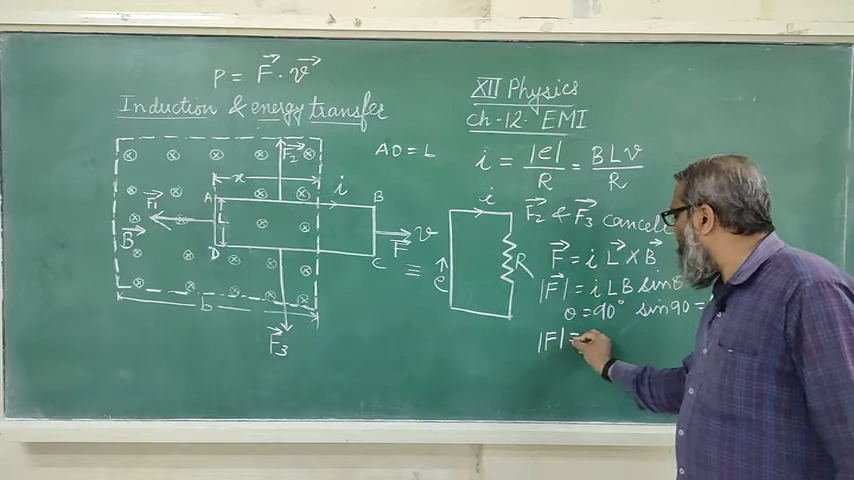 P = F⃗ · v⃗
Induction & energy transfer
XII Physics
Ch-12. EMI
AD = L
i = |e|/R = BLv/R
F⃗₂
x
i
A
B
F⃗₁
L
v
F⃗
B⃗
D
C
b
F⃗₃
≡
i
e
R
F⃗₂ & F⃗₃ cancel
F⃗ = i L⃗ × B⃗
|F⃗| = i L B sinθ
θ = 90° sin90 =
|F| =